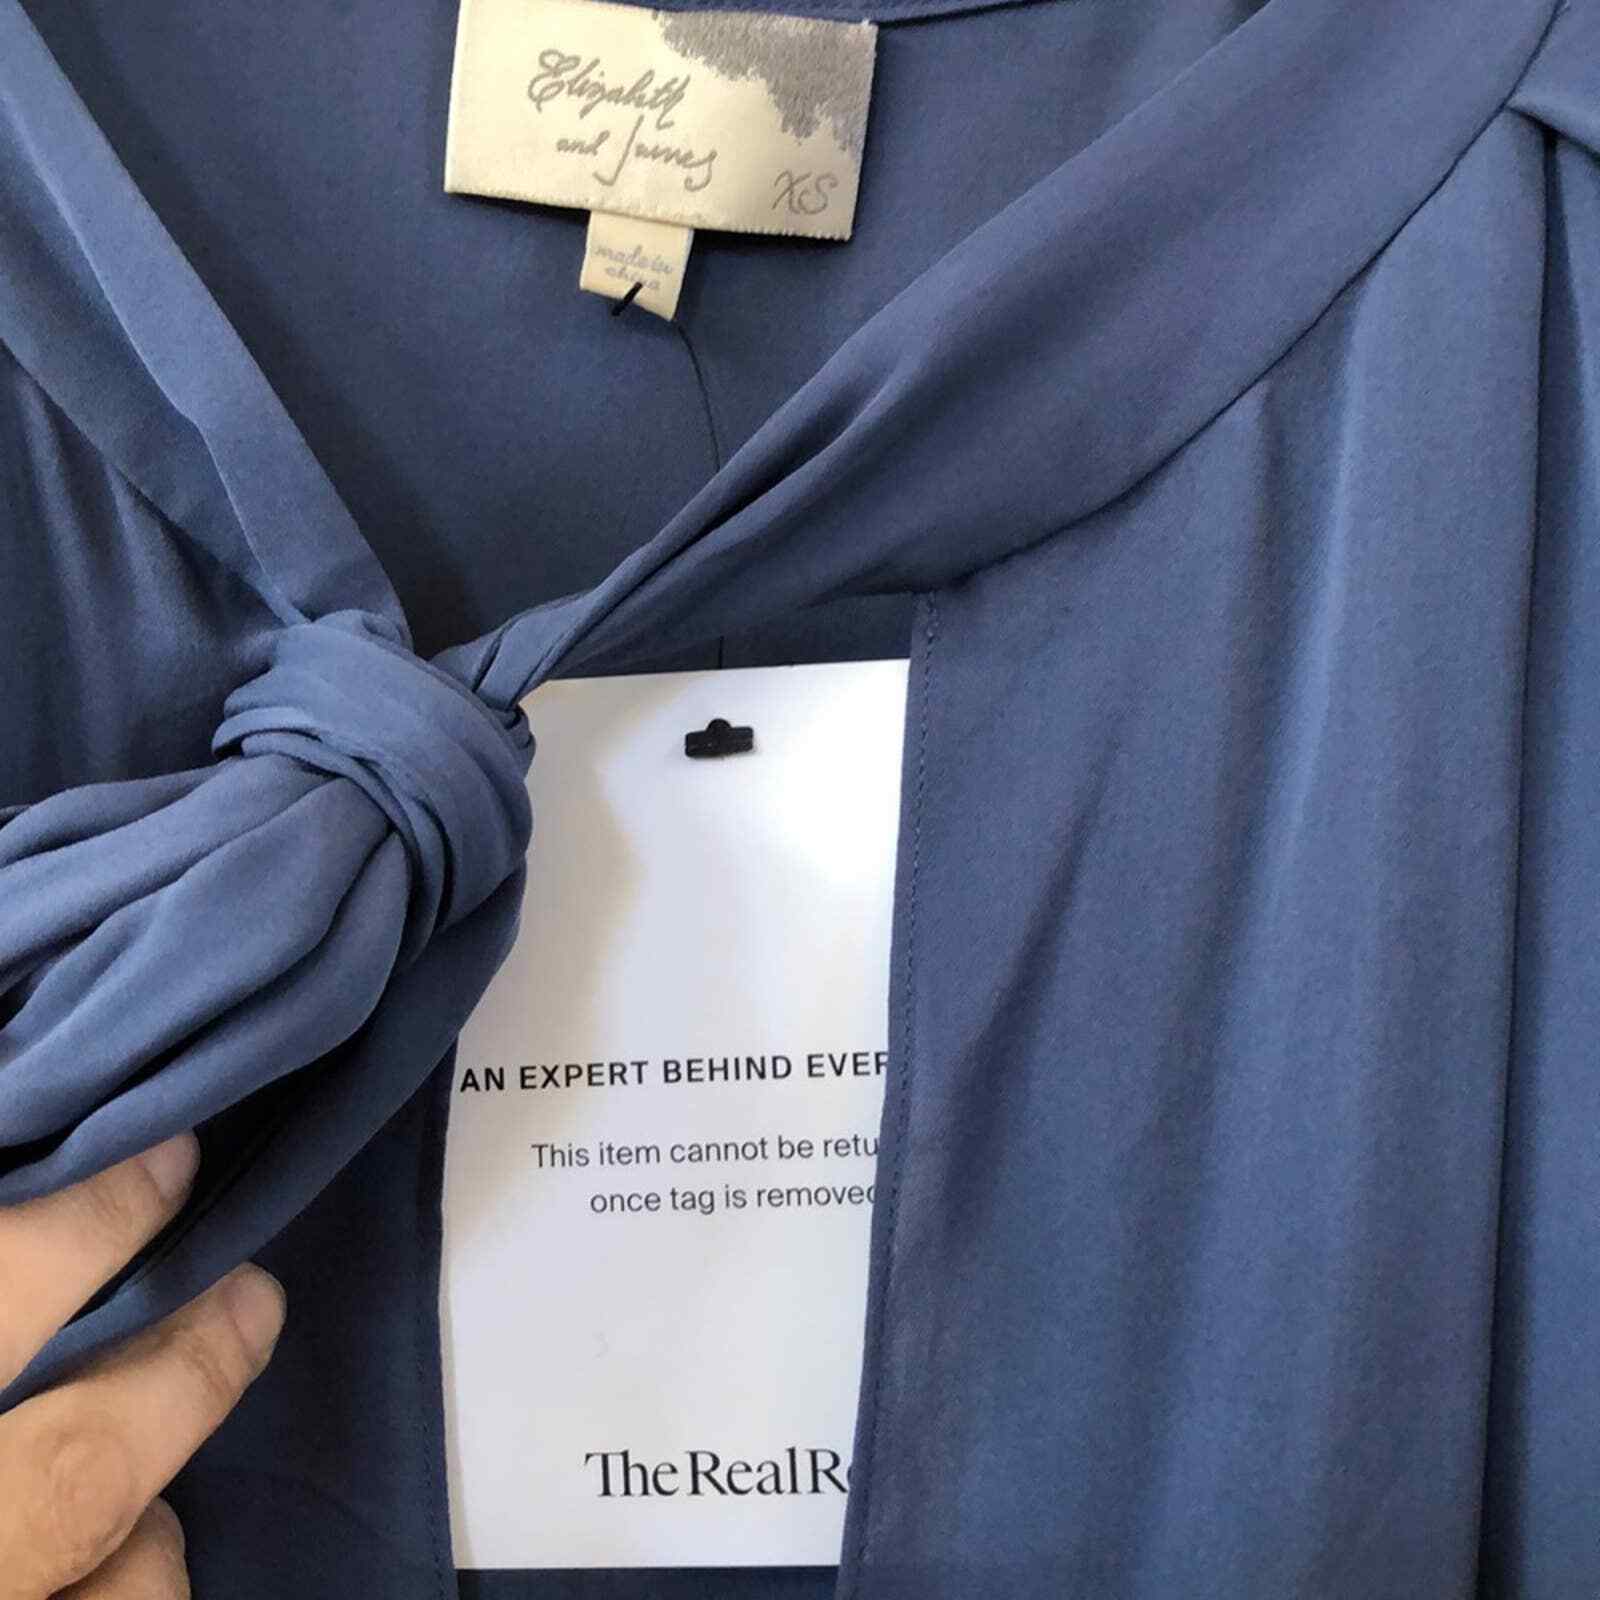 Elizabeth
and James
XS
made in
china
AN EXPERT BEHIND EVER
This item cannot be retu
once tag is removed
The RealR